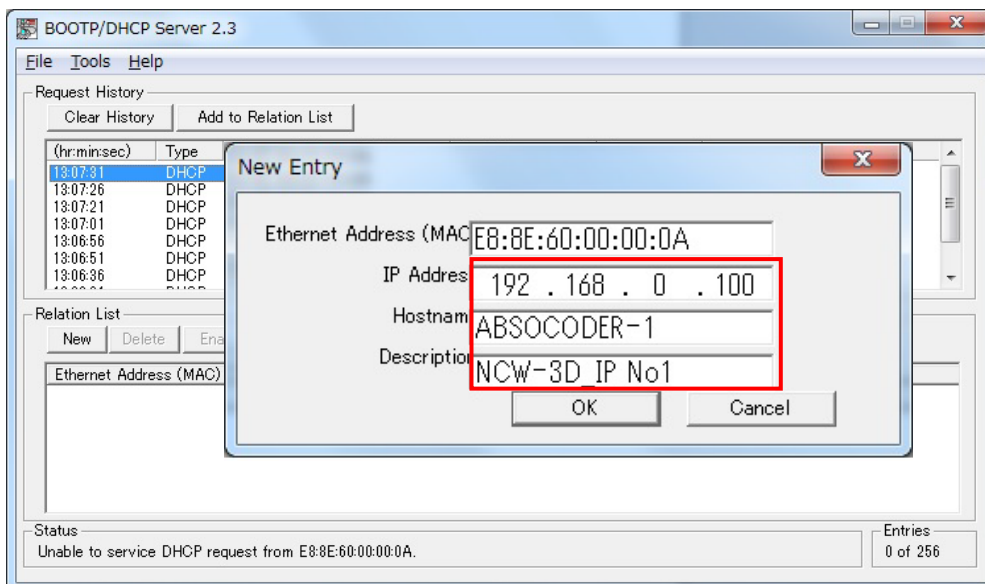 BOOTP/DHCP Server 2.3
File Tools Help
Request History
Clear History Add to Relation List
(hr:min:sec) Type
13:07:31 DHCP
13:07:26 DHCP
13:07:21 DHCP
13:07:01 DHCP
13:06:56 DHCP
13:06:51 DHCP
13:06:36 DHCP
New Entry
Ethernet Address (MAC E8:8E:60:00:00:0A
IP Addres 192 . 168 . 0 . 100
Hostnam ABSOCODER-1
Description NCW-3D_IP No1
OK Cancel
Relation List
New Delete Ena
Ethernet Address (MAC)
Status
Unable to service DHCP request from E8:8E:60:00:00:0A.
Entries
0 of 256